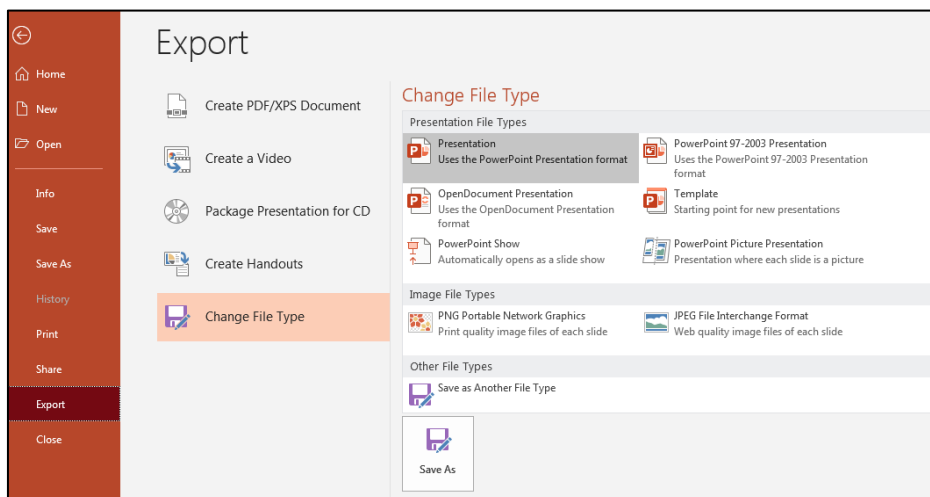 Export
Home
New
Open
Info
Save
Save As
History
Print
Share
Export
Close
Create PDF/XPS Document
Create a Video
Package Presentation for CD
Create Handouts
Change File Type
Change File Type
Presentation File Types
Presentation
Uses the PowerPoint Presentation format
PowerPoint 97-2003 Presentation
Uses the PowerPoint 97-2003 Presentation
format
OpenDocument Presentation
Uses the OpenDocument Presentation
format
Template
Starting point for new presentations
PowerPoint Show
Automatically opens as a slide show
PowerPoint Picture Presentation
Presentation where each slide is a picture
Image File Types
PNG Portable Network Graphics
Print quality image files of each slide
JPEG File Interchange Format
Web quality image files of each slide
Other File Types
Save as Another File Type
Save As